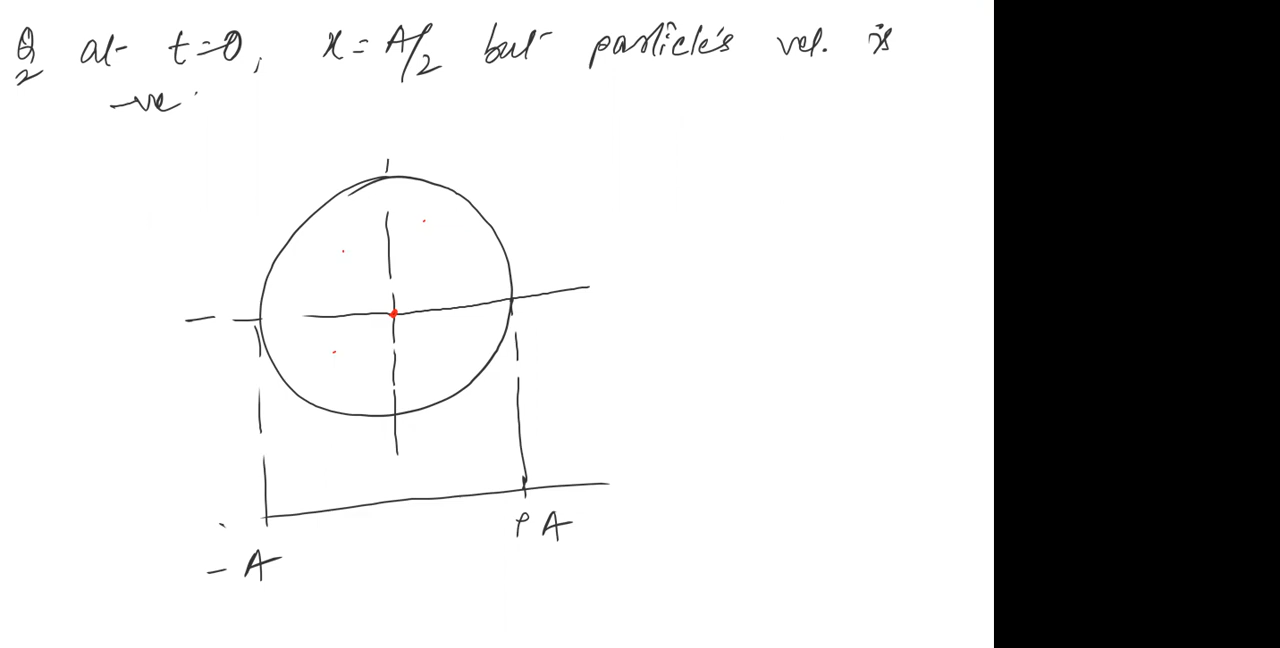 Q2 at t=0, x = A/2 but particle's vel. is
-ve.
- A
P A